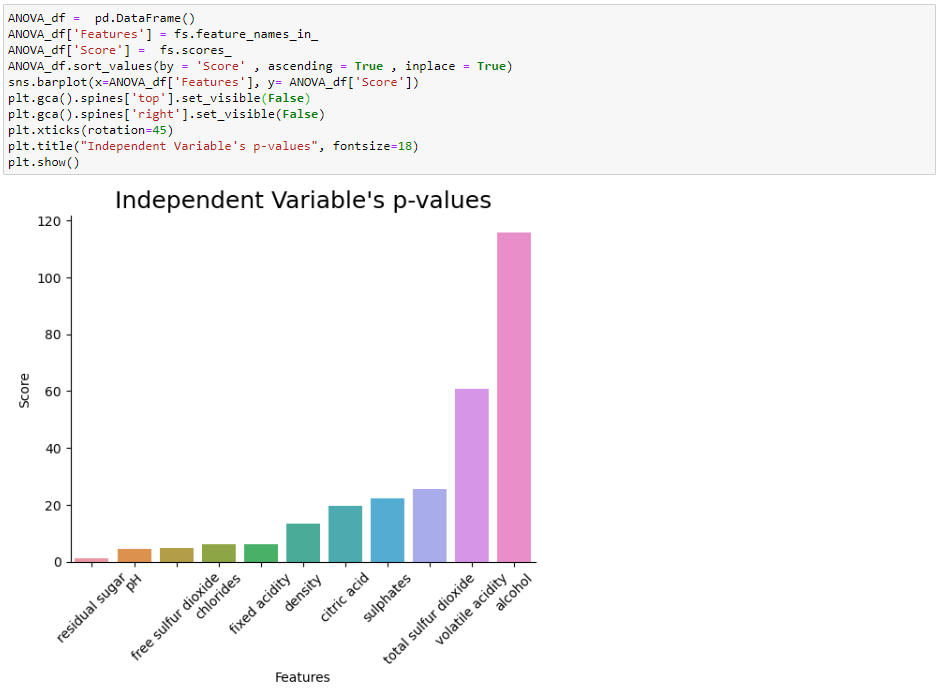 ANOVA_df =  pd.DataFrame()
ANOVA_df['Features'] = fs.feature_names_in_
ANOVA_df['Score'] =  fs.scores_
ANOVA_df.sort_values(by = 'Score' , ascending = True , inplace = True)
sns.barplot(x=ANOVA_df['Features'], y= ANOVA_df['Score'])
plt.gca().spines['top'].set_visible(False)
plt.gca().spines['right'].set_visible(False)
plt.xticks(rotation=45)
plt.title("Independent Variable's p-values", fontsize=18)
plt.show()
Independent Variable's p-values
120
100
80
60
40
20
0
Score
residual sugar
pH
free sulfur dioxide
chlorides
fixed acidity
density
citric acid
sulphates
total sulfur dioxide
volatile acidity
alcohol
Features